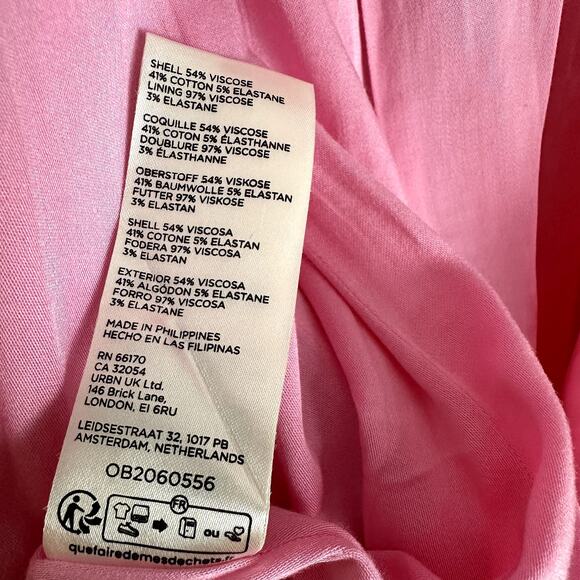 SHELL 54% VISCOSE
41% COTTON 5% ELASTANE
LINING 97% VISCOSE
3% ELASTANE
COQUILLE 54% VISCOSE
41% COTON 5% ÉLASTHANNE
DOUBLURE 97% VISCOSE
3% ÉLASTHANNE
OBERSTOFF 54% VISKOSE
41% BAUMWOLLE 5% ELASTAN
FUTTER 97% VISKOSE
3% ELASTAN
SHELL 54% VISCOSA
41% COTONE 5% ELASTAN
FODERA 97% VISCOSA
3% ELASTAN
EXTERIOR 54% VISCOSA
41% ALGODÓN 5% ELASTANE
FORRO 97% VISCOSA
3% ELASTANE
MADE IN PHILIPPINES
HECHO EN LAS FILIPINAS
RN 66170
CA 32054
URBN UK Ltd.
146 Brick Lane,
LONDON, E1 6RU
LEIDSESTRAAT 32, 1017 PB
AMSTERDAM, NETHERLANDS
OB2060556
FR
ou
quefairedemesdechets.fr